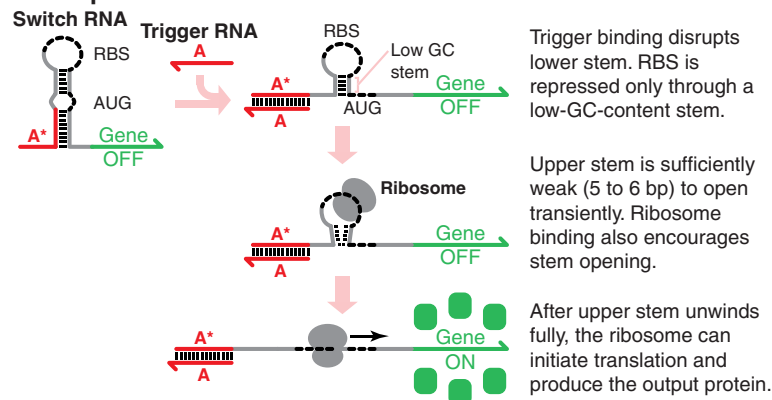 Switch RNA
RBS
AUG
A*
Gene
OFF
Trigger RNA
A
RBS
Low GC
stem
A*
A
AUG
Gene
OFF
Trigger binding disrupts
lower stem. RBS is
repressed only through a
low-GC-content stem.
Ribosome
A*
A
Gene
OFF
Upper stem is sufficiently
weak (5 to 6 bp) to open
transiently. Ribosome
binding also encourages
stem opening.
A*
A
Gene
ON
After upper stem unwinds
fully, the ribosome can
initiate translation and
produce the output protein.